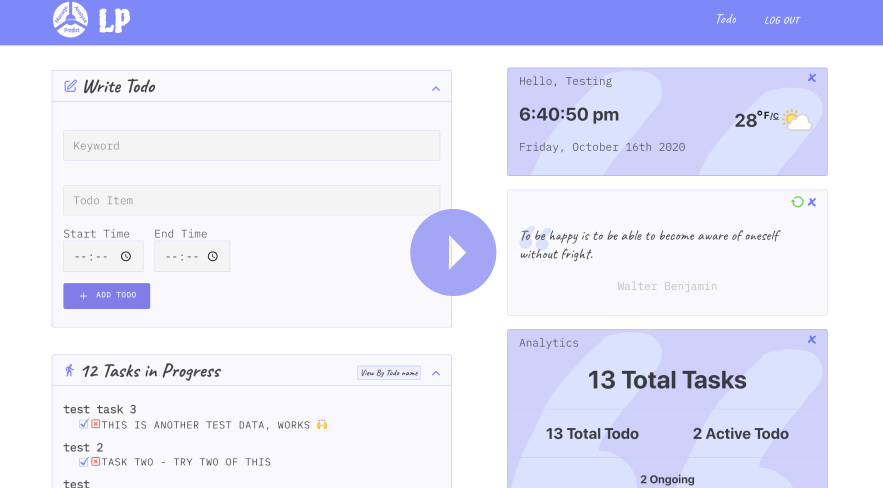 Manage Analyse Predict
LP
Todo
LOG OUT
Write Todo
Keyword
Todo Item
Start Time
End Time
--:--
--:--
+ ADD TODO
12 Tasks in Progress
View By Todo name
test task 3
THIS IS ANOTHER TEST DATA, WORKS 🙌
test 2
TASK TWO - TRY TWO OF THIS
test
Hello, Testing
6:40:50 pm
28°F/C
Friday, October 16th 2020
To be happy is to be able to become aware of oneself
without fright.
Walter Benjamin
Analytics
13 Total Tasks
13 Total Todo
2 Active Todo
2 Ongoing